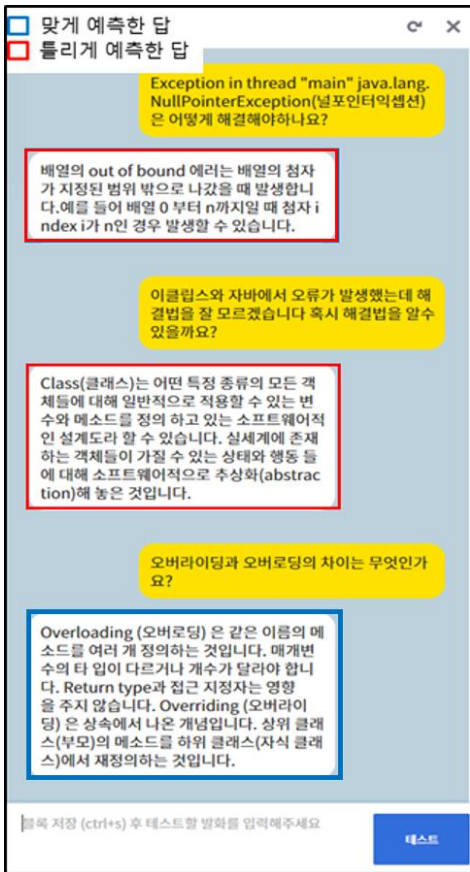 맞게 예측한 답
틀리게 예측한 답
Exception in thread "main" java.lang.
NullPointerException(널포인터익셉션)
은 어떻게 해결해야하나요?
배열의 out of bound 에러는 배열의 첨자
가 지정된 범위 밖으로 나갔을 때 발생합니
다.예를 들어 배열 0 부터 n까지일 때 첨자 i
ndex i가 n인 경우 발생할 수 있습니다.
이클립스와 자바에서 오류가 발생했는데 해
결법을 잘 모르겠습니다 혹시 해결법을 알수
있을까요?
Class(클래스)는 어떤 특정 종류의 모든 객
체들에 대해 일반적으로 적용할 수 있는 변
수와 메소드를 정의 하고 있는 소프트웨어적
인 설계도라 할 수 있습니다. 실세계에 존재
하는 객체들이 가질 수 있는 상태와 행동 들
에 대해 소프트웨어적으로 추상화(abstrac
tion)해 놓은 것입니다.
오버라이딩과 오버로딩의 차이는 무엇인가
요?
Overloading (오버로딩) 은 같은 이름의 메
소드를 여러 개 정의하는 것입니다. 매개변
수의 타 입이 다르거나 개수가 달라야 합니
다. Return type과 접근 지정자는 영향
을 주지 않습니다. Overriding (오버라이
딩) 은 상속에서 나온 개념입니다. 상위 클래
스(부모)의 메소드를 하위 클래스(자식 클래
스)에서 재정의하는 것입니다.
블록 저장 (ctrl+s) 후 테스트할 발화를 입력해주세요
테스트